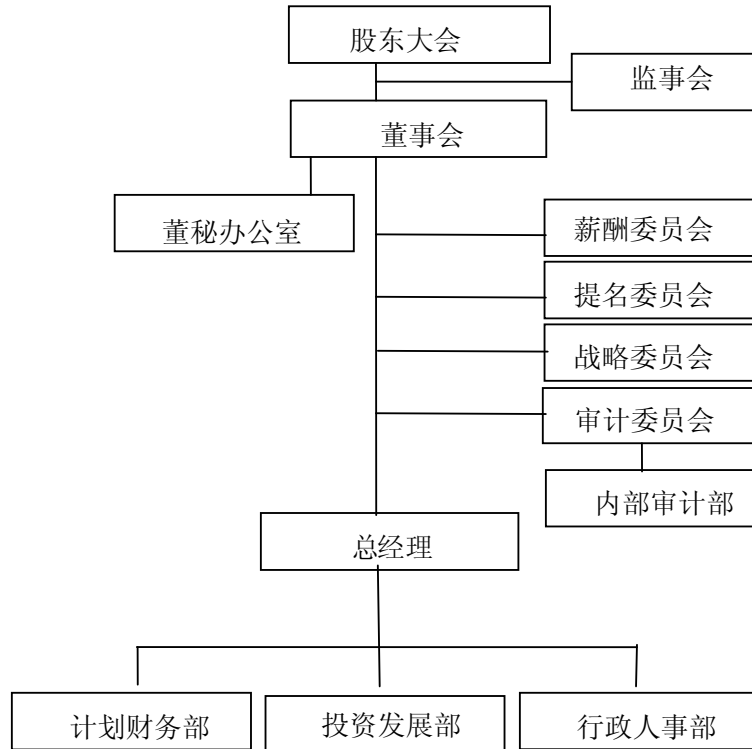 股东大会
监事会
董事会
董秘办公室
薪酬委员会
提名委员会
战略委员会
审计委员会
内部审计部
总经理
计划财务部
投资发展部
行政人事部